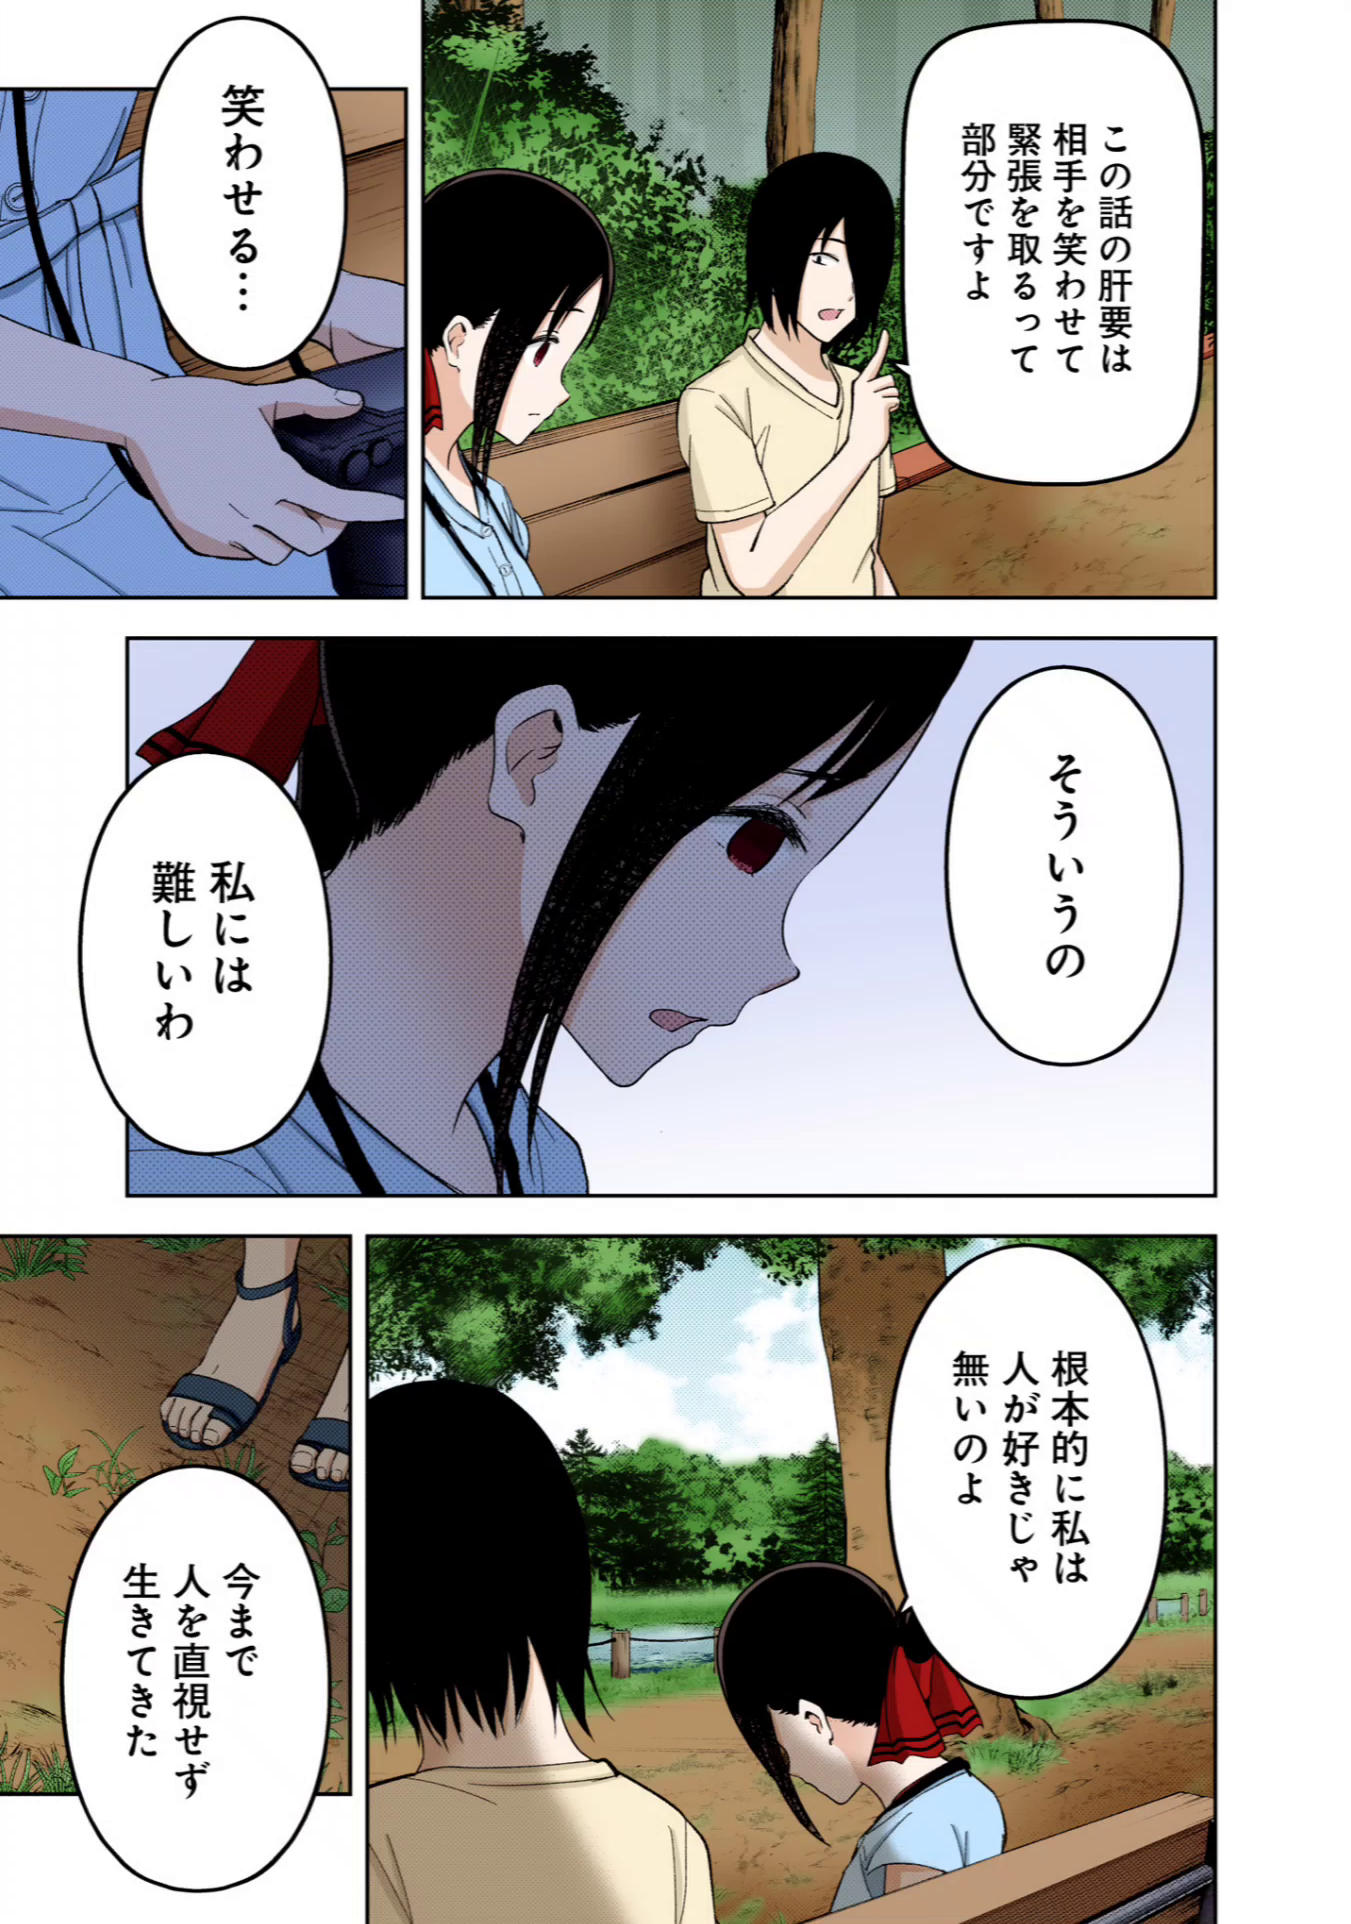 この話の肝要は
相手を笑わせて
緊張を取るって
部分ですよ
笑わせる…
そういうの
私には
難しいわ
根本的に私は
人が好きじゃ
無いのよ
今まで
人を直視せず
生きてきた